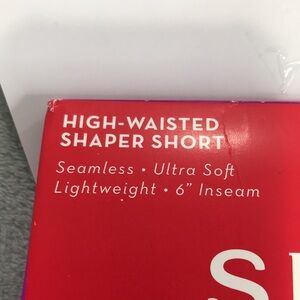 HIGH-WAISTED
SHAPER SHORT
Seamless • Ultra Soft
Lightweight • 6" Inseam